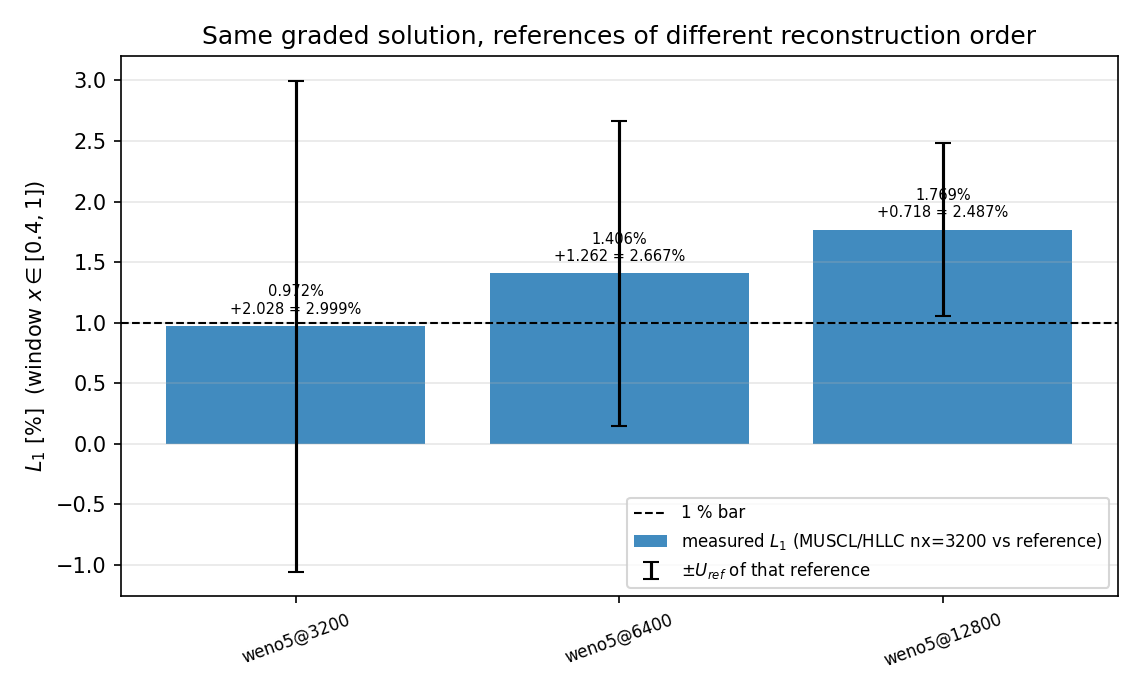 Same graded solution, references of different reconstruction order
L₁ [%] (window x ∈ [0.4, 1])
3.0
2.5
2.0
1.5
1.0
0.5
0.0
−0.5
−1.0
0.972%
+2.028 = 2.999%
1.406%
+1.262 = 2.667%
1.769%
+0.718 = 2.487%
1 % bar
measured L₁ (MUSCL/HLLC nx=3200 vs reference)
±U_ref of that reference
weno5@3200
weno5@6400
weno5@12800